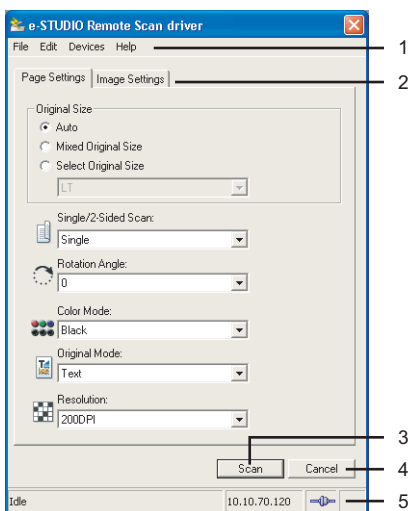 e-STUDIO Remote Scan driver
File Edit Devices Help
1
Page Settings Image Settings
2
Original Size
Auto
Mixed Original Size
Select Original Size
LT
Single/2-Sided Scan:
Single
Rotation Angle:
0
Color Mode:
Black
Original Mode:
Text
Resolution:
200DPI
3
Scan Cancel
4
Idle 10.10.70.120
5